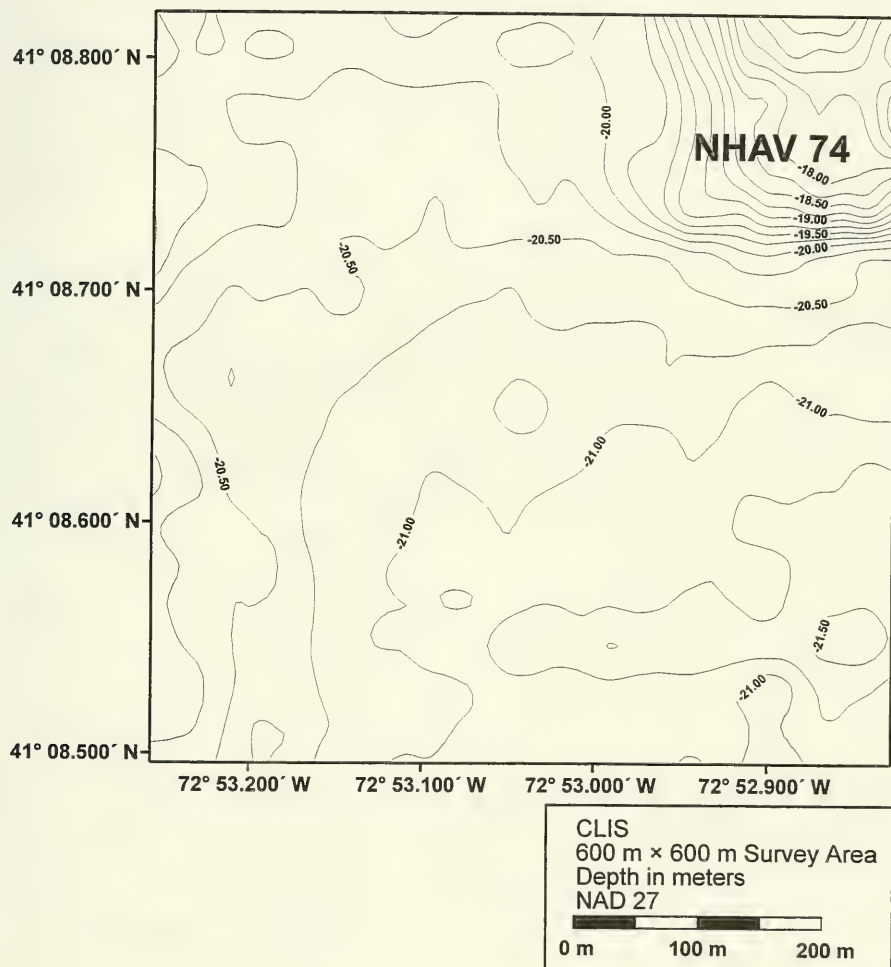 41° 08.800´ N
-20.00
NHAV 74
-18.00
-18.50
-19.00
-19.50
-20.00
-20.50
-20.50
41° 08.700´ N
-20.50
-21.00
-21.00
-20.50
41° 08.600´ N
-21.00
-21.50
-21.00
41° 08.500´ N
72° 53.200´ W 72° 53.100´ W 72° 53.000´ W 72° 52.900´ W
CLIS
600 m × 600 m Survey Area
Depth in meters
NAD 27
0 m 100 m 200 m